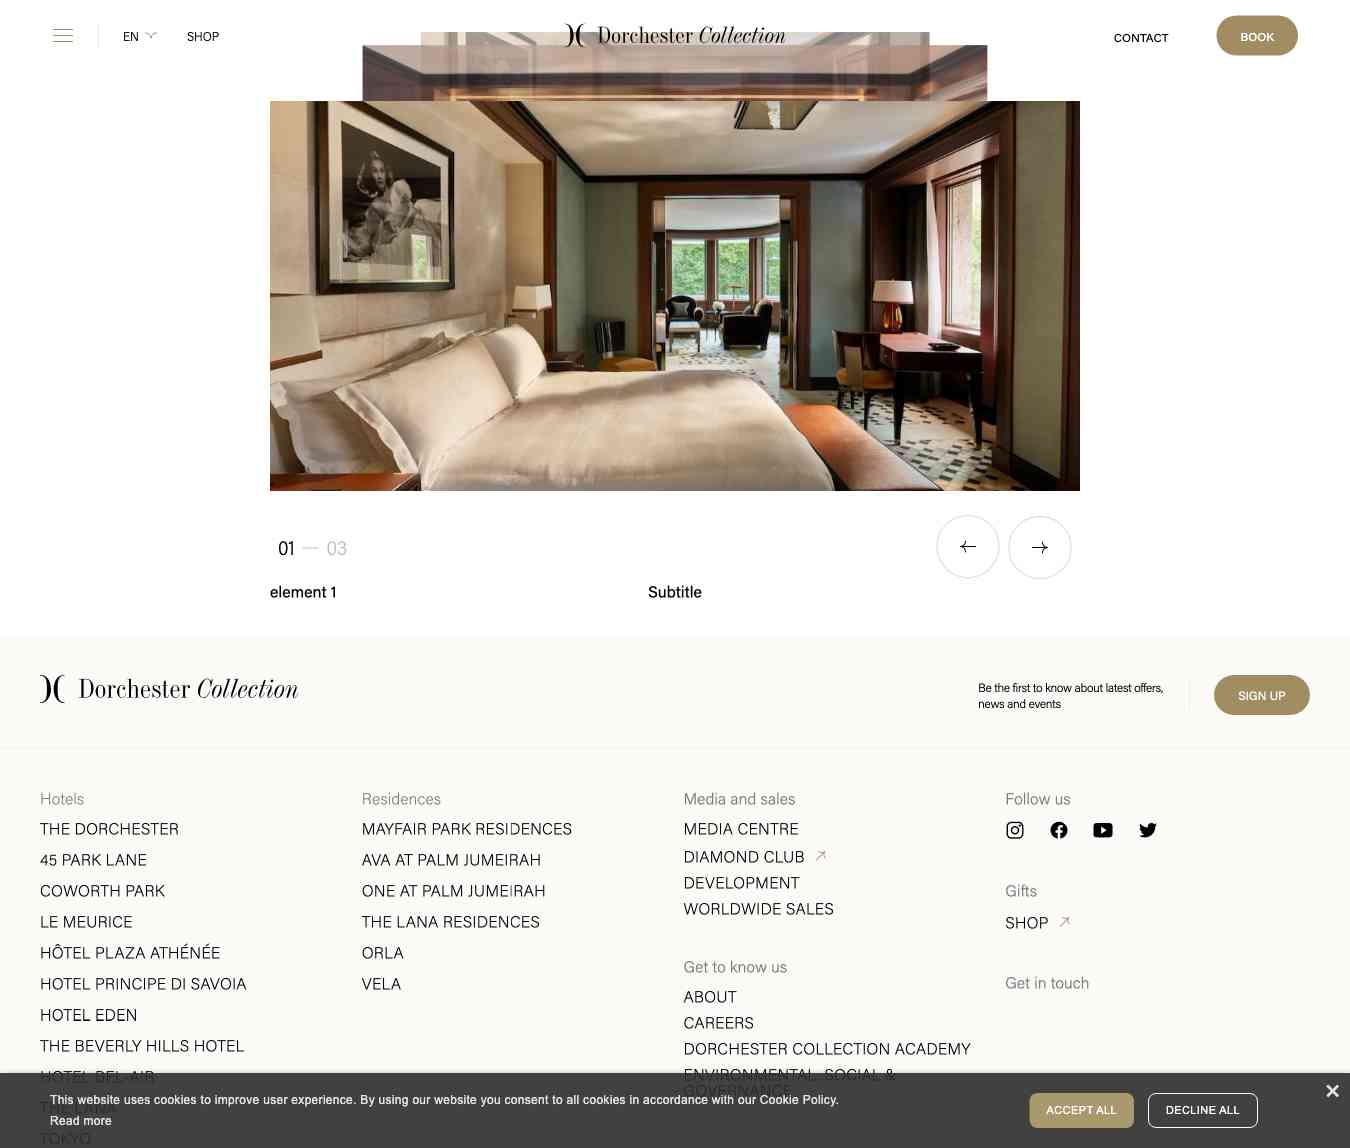 EN
SHOP
Dorchester Collection
CONTACT
BOOK
01 — 03
element 1
Subtitle
Dorchester Collection
Be the first to know about latest offers,
news and events
SIGN UP
Hotels
THE DORCHESTER
45 PARK LANE
COWORTH PARK
LE MEURICE
HÔTEL PLAZA ATHÉNÉE
HOTEL PRINCIPE DI SAVOIA
HOTEL EDEN
THE BEVERLY HILLS HOTEL
HOTEL BEL-AIR
THE LANA
TOKYO
Residences
MAYFAIR PARK RESIDENCES
AVA AT PALM JUMEIRAH
ONE AT PALM JUMEIRAH
THE LANA RESIDENCES
ORLA
VELA
Media and sales
MEDIA CENTRE
DIAMOND CLUB
DEVELOPMENT
WORLDWIDE SALES
Get to know us
ABOUT
CAREERS
DORCHESTER COLLECTION ACADEMY
ENVIRONMENTAL, SOCIAL &
GOVERNANCE
Follow us
Gifts
SHOP
Get in touch
This website uses cookies to improve user experience. By using our website you consent to all cookies in accordance with our Cookie Policy.
Read more
ACCEPT ALL
DECLINE ALL